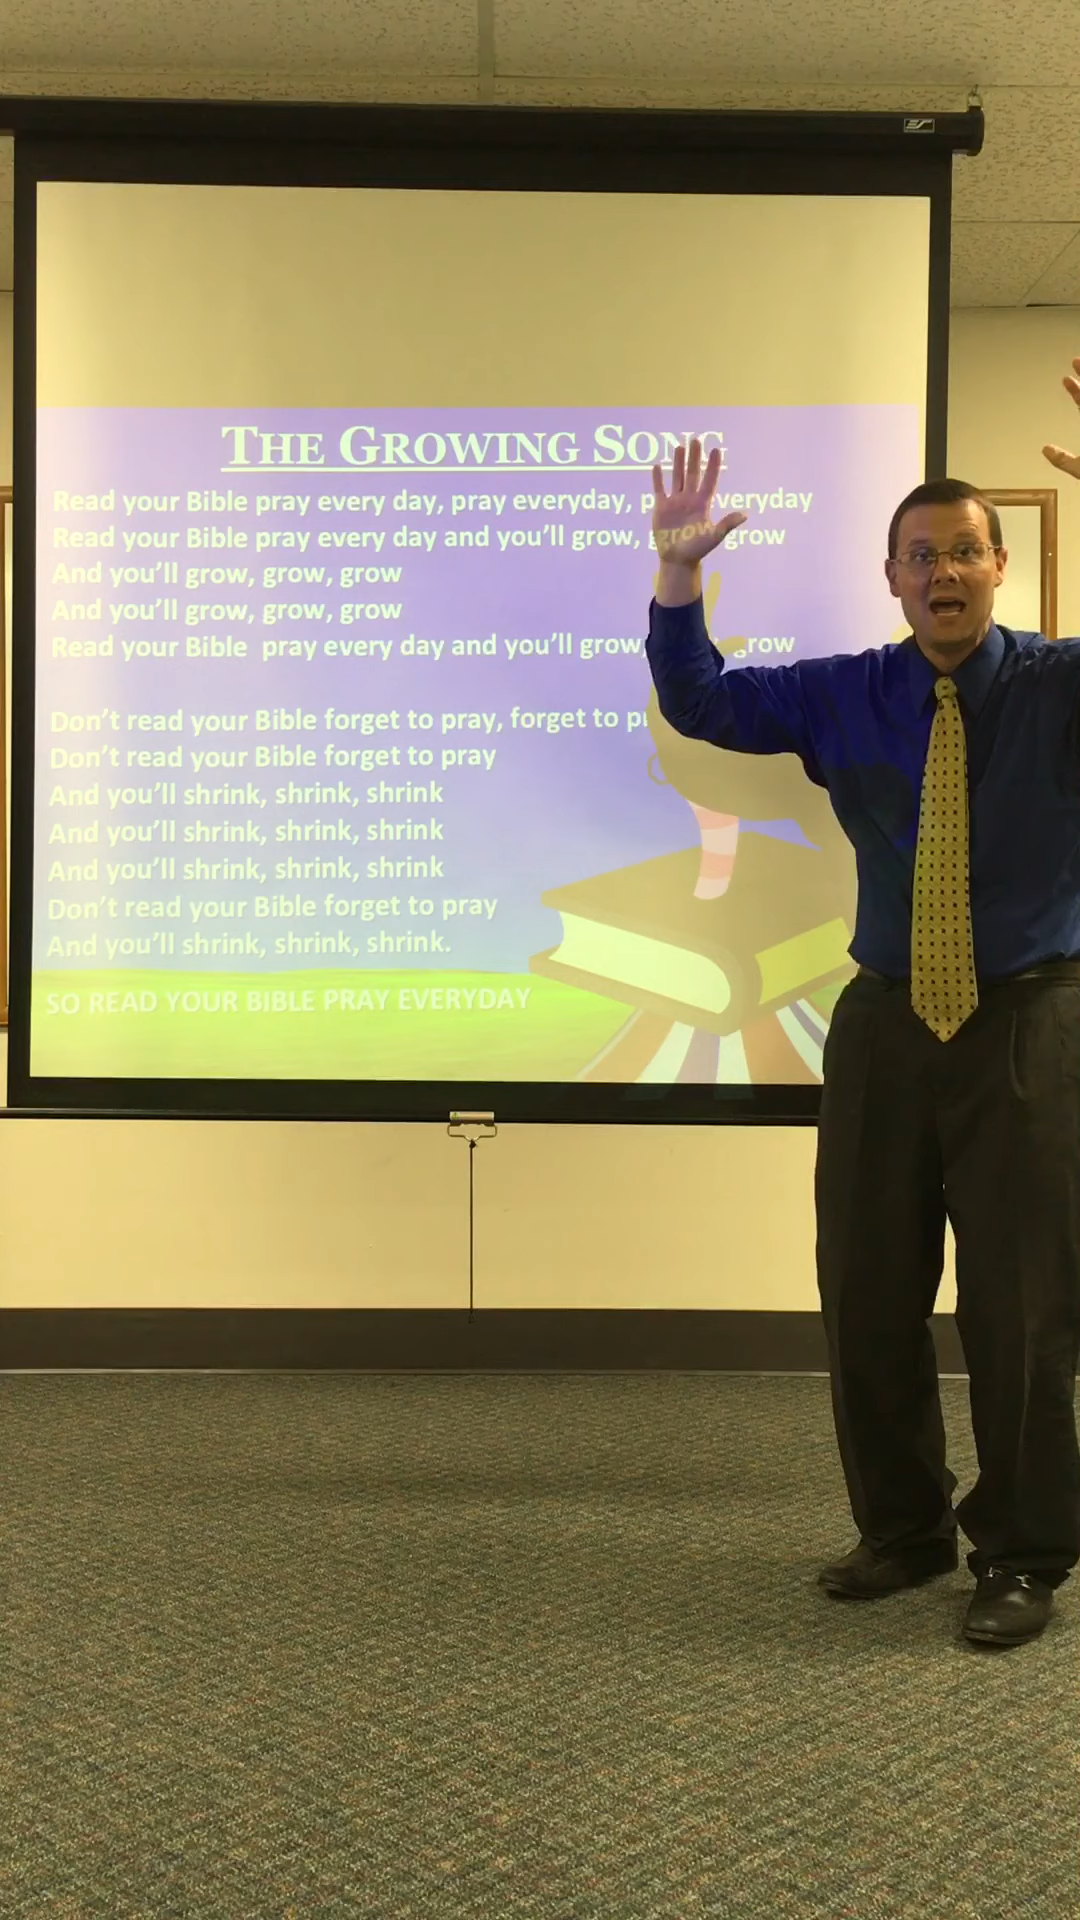 THE GROWING SONG
Read your Bible pray every day, pray everyday, everyday
Read your Bible pray every day and you'll grow, grow, grow
And you'll grow, grow, grow
And you'll grow, grow, grow
Read your Bible pray every day and you'll grow, grow
Don't read your Bible forget to pray, forget to
Don't read your Bible forget to pray
And you'll shrink, shrink, shrink
And you'll shrink, shrink, shrink
And you'll shrink, shrink, shrink
Don't read your Bible forget to pray
And you'll shrink, shrink, shrink.
SO READ YOUR BIBLE PRAY EVERYDAY